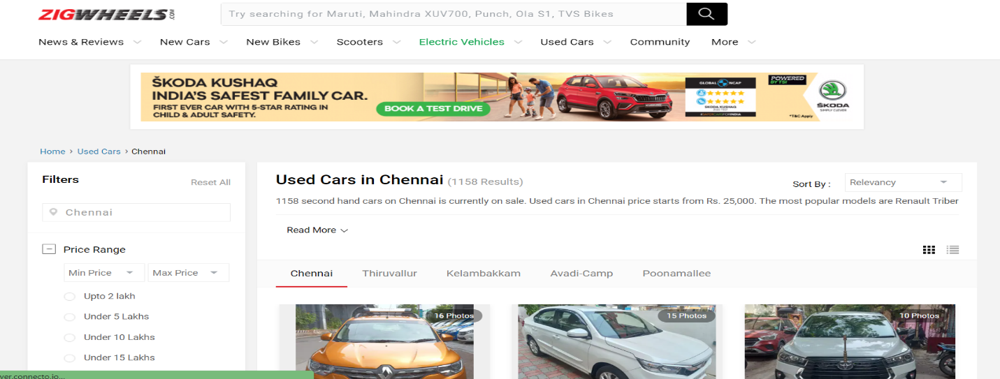 ZIGWHEELS.COM
Try searching for Maruti, Mahindra XUV700, Punch, Ola S1, TVS Bikes
News & Reviews New Cars New Bikes Scooters Electric Vehicles Used Cars Community More
ŠKODA KUSHAQ
INDIA'S SAFEST FAMILY CAR.
FIRST EVER CAR WITH 5-STAR RATING IN
CHILD & ADULT SAFETY.
BOOK A TEST DRIVE
GLOBAL NCAP
ŠKODA KUSHAQ
#SAFERCARSFORINDIA
POWERED
BY TSI
*T&C Apply
ŠKODA
SIMPLY CLEVER
Home › Used Cars › Chennai
Filters
Reset All
Chennai
Price Range
Min Price Max Price
Upto 2 lakh
Under 5 Lakhs
Under 10 Lakhs
Under 15 Lakhs
Used Cars in Chennai (1158 Results)
Sort By : Relevancy
1158 second hand cars on Chennai is currently on sale. Used cars in Chennai price starts from Rs. 25,000. The most popular models are Renault Triber
Read More
Chennai Thiruvallur Kelambakkam Avadi-Camp Poonamallee
16 Photos 15 Photos 10 Photos
ver.connecto.io...